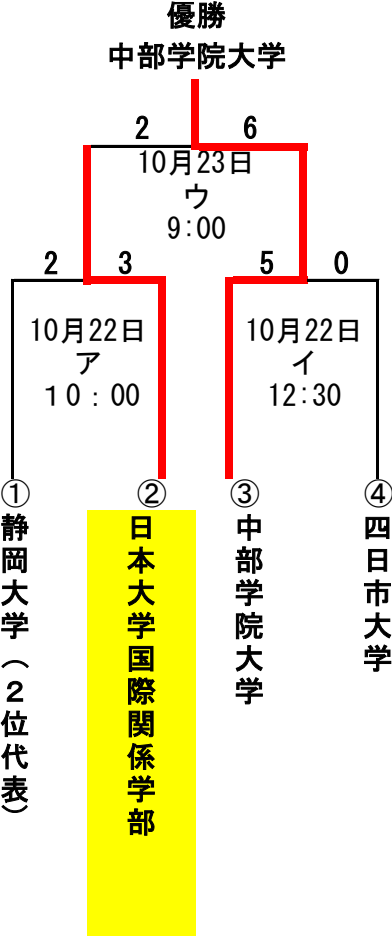 優勝
中部学院大学
2 6
10月23日
ウ
9:00
2 3 5 0
10月22日
ア
１０：00
10月22日
イ
12:30
①静岡大学（２位代表）
②日本大学国際関係学部
③中部学院大学
④四日市大学